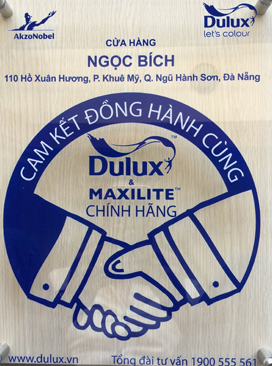 AkzoNobel
Dulux
let's colour
CỬA HÀNG
NGỌC BÍCH
110 Hồ Xuân Hương, P. Khuê Mỹ, Q. Ngũ Hành Sơn, Đà Nẵng
CAM KẾT ĐỒNG HÀNH CÙNG
Dulux
&
MAXILITE™
CHÍNH HÃNG
www.dulux.vn
Tổng đài tư vấn 1900 555 561